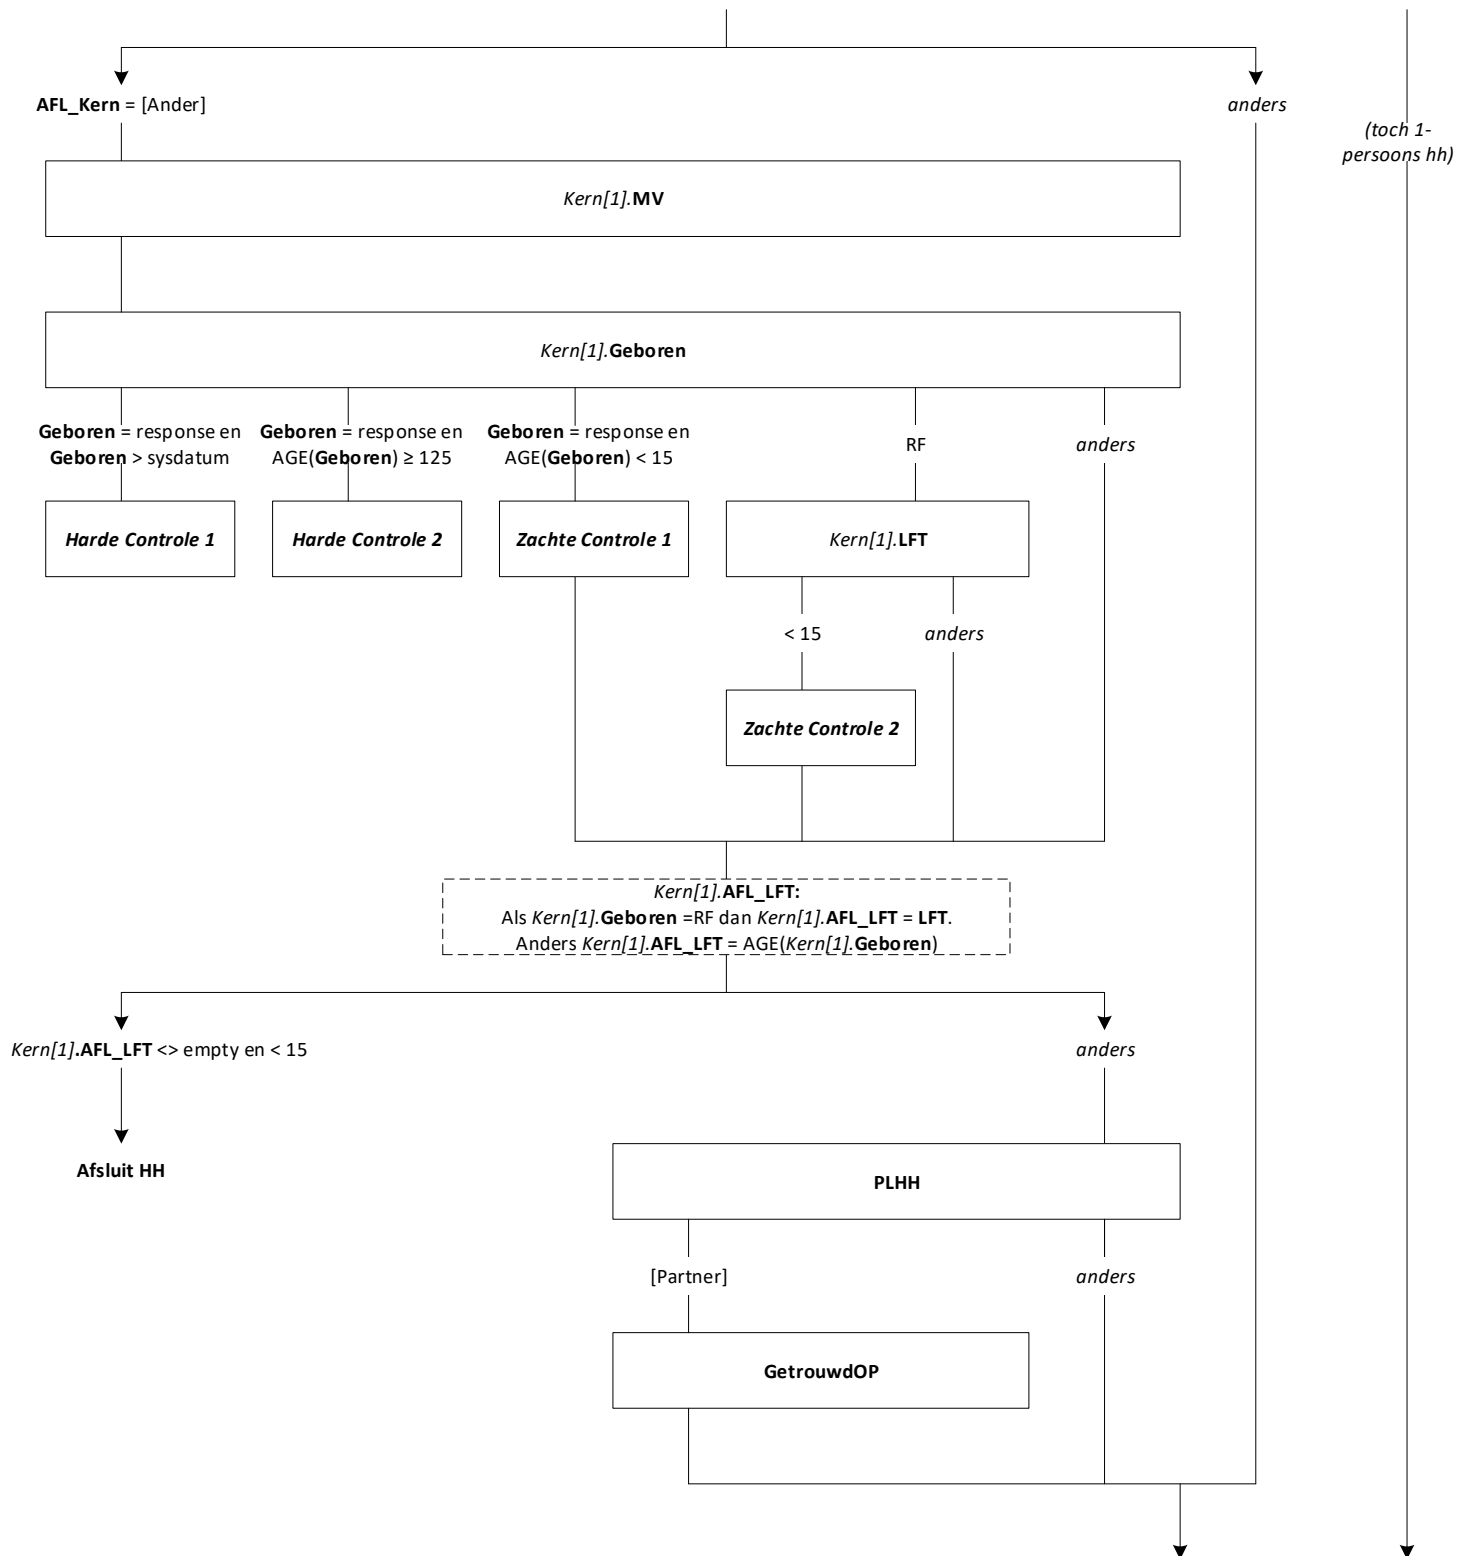 AFL_Kern = [Ander]
anders
(toch 1-
persoons hh)
Kern[1].MV
Kern[1].Geboren
Geboren = response en
Geboren > sysdatum
Geboren = response en
AGE(Geboren) ≥ 125
Geboren = response en
AGE(Geboren) < 15
RF
anders
Harde Controle 1
Harde Controle 2
Zachte Controle 1
Kern[1].LFT
< 15
anders
Zachte Controle 2
Kern[1].AFL_LFT:
Als Kern[1].Geboren =RF dan Kern[1].AFL_LFT = LFT.
Anders Kern[1].AFL_LFT = AGE(Kern[1].Geboren)
Kern[1].AFL_LFT <> empty en < 15
anders
Afsluit HH
PLHH
[Partner]
anders
GetrouwdOP